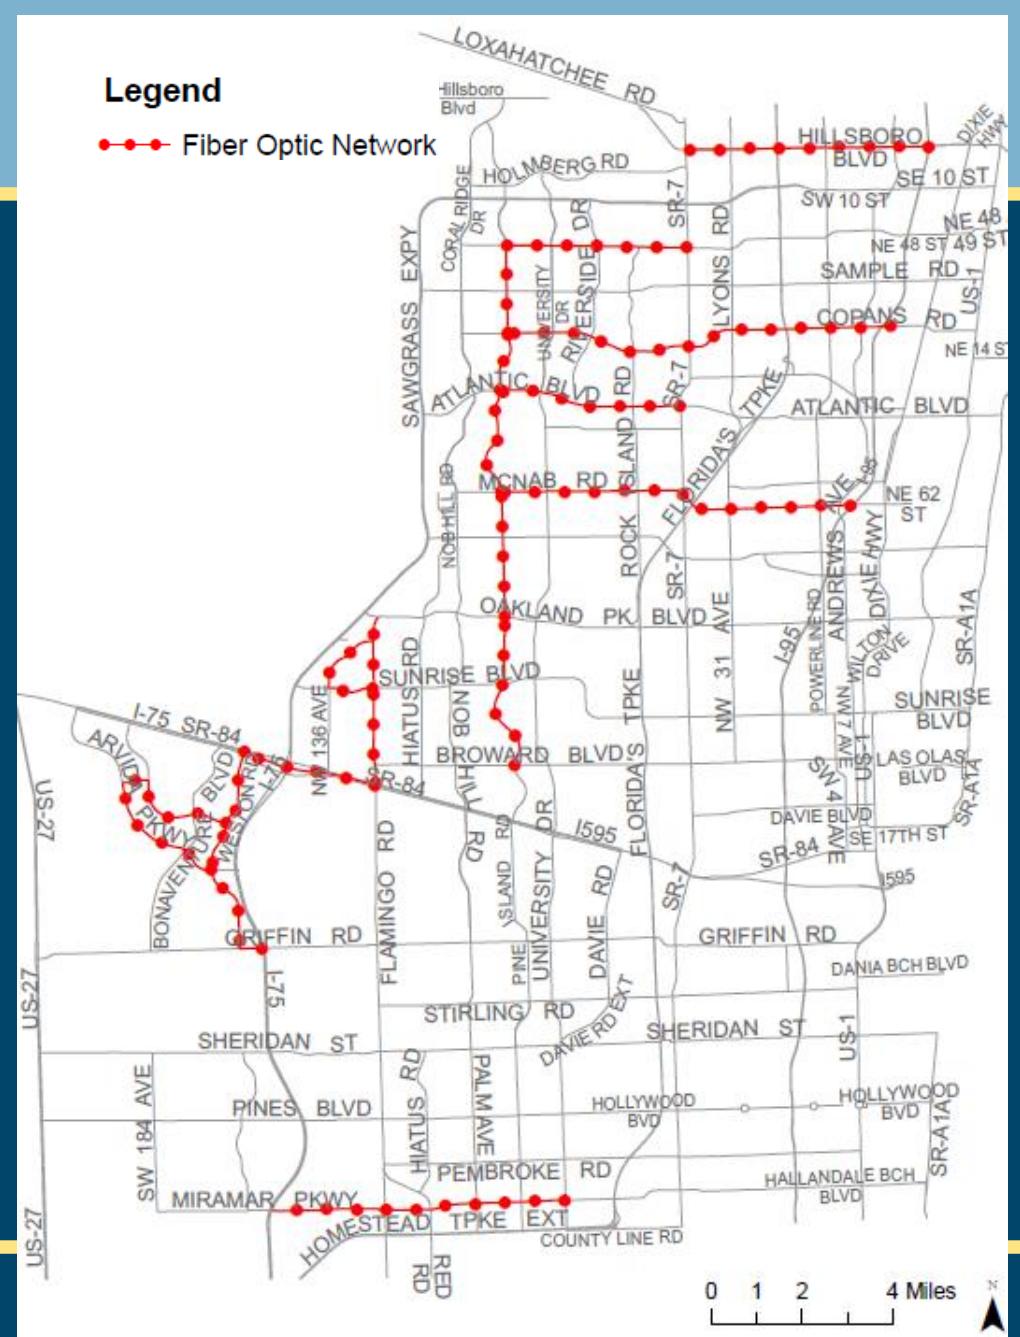 LOXAHATCHEE RD
Legend
Hillsboro
Blvd
Fiber Optic Network
DIXIE
HWY
HILLSBORO
BLVD
HOLMBERG RD
SE 10 ST
SW 10 ST
CORAL RIDGE
DR
SR-7
LYONS RD
NE 48
NE 48 ST 49 ST
SAWGRASS EXPY
UNIVERSITY
DR
RIVERSIDE DR
SAMPLE RD
US-1
COPANS RD
NE 14 ST
ATLANTIC BLVD
SR-7
FLORIDA'S TPKE
ATLANTIC BLVD
ROCK ISLAND RD
NOB HILL RD
MCNAB RD
I-95
NE 62
ST
ANDREWS AVE
DIXIE HWY
SR-7
OAKLAND PK BLVD
NW 31 AVE
POWERLINE RD
I-95
WILTON
DRIVE
SR-A1A
HIATUS RD
SUNRISE BLVD
SUNRISE
BLVD
NW 136 AVE
NOB HILL RD
FLORIDA'S TPKE
NW 7 AVE
I-75 SR-84
ARVIDA PKWY
BONAVENTURE BLVD
WESTON RD
I-75
BROWARD BLVD
US-1
LAS OLAS
BLVD
SW 4 AVE
SR-A1A
US-27
SR-84
I595
DAVIE BLVD
SE 17TH ST
SR-84
I595
FLAMINGO RD
PINE ISLAND RD
UNIVERSITY DR
DAVIE RD
SR-7
GRIFFIN RD
GRIFFIN RD
DANIA BCH BLVD
US-27
I-75
STIRLING RD
DAVIE RD EXT
SHERIDAN ST
SHERIDAN ST
US-1
SW 184 AVE
HIATUS RD
PALM AVE
PINES BLVD
HOLLYWOOD
BVD
HOLLYWOOD
BVD
SR-A1A
PEMBROKE RD
HALLANDALE BCH
BLVD
MIRAMAR PKWY
HOMESTEAD TPKE EXT
COUNTY LINE RD
US-27
RED
RD
0 1 2 4 Miles
N